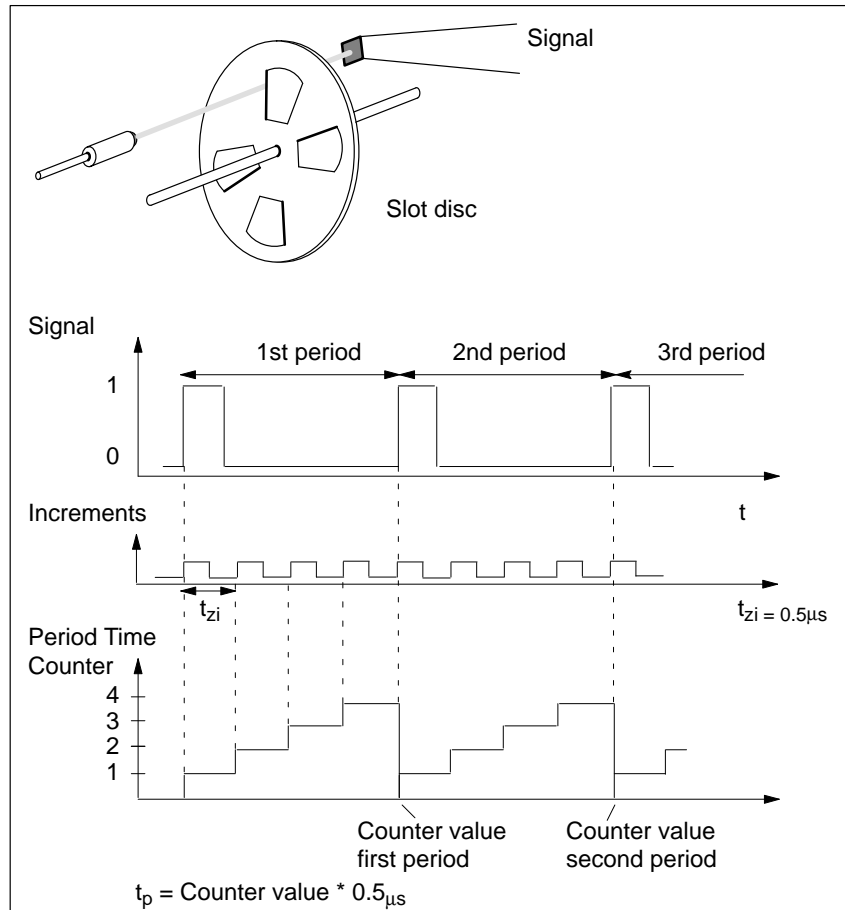 Signal
Slot disc
Signal
1st period
2nd period
3rd period
1
0
Increments
t
tzi
tzi = 0.5µs
Period Time
Counter
4
3
2
1
Counter value
first period
Counter value
second period
tp = Counter value * 0.5µs